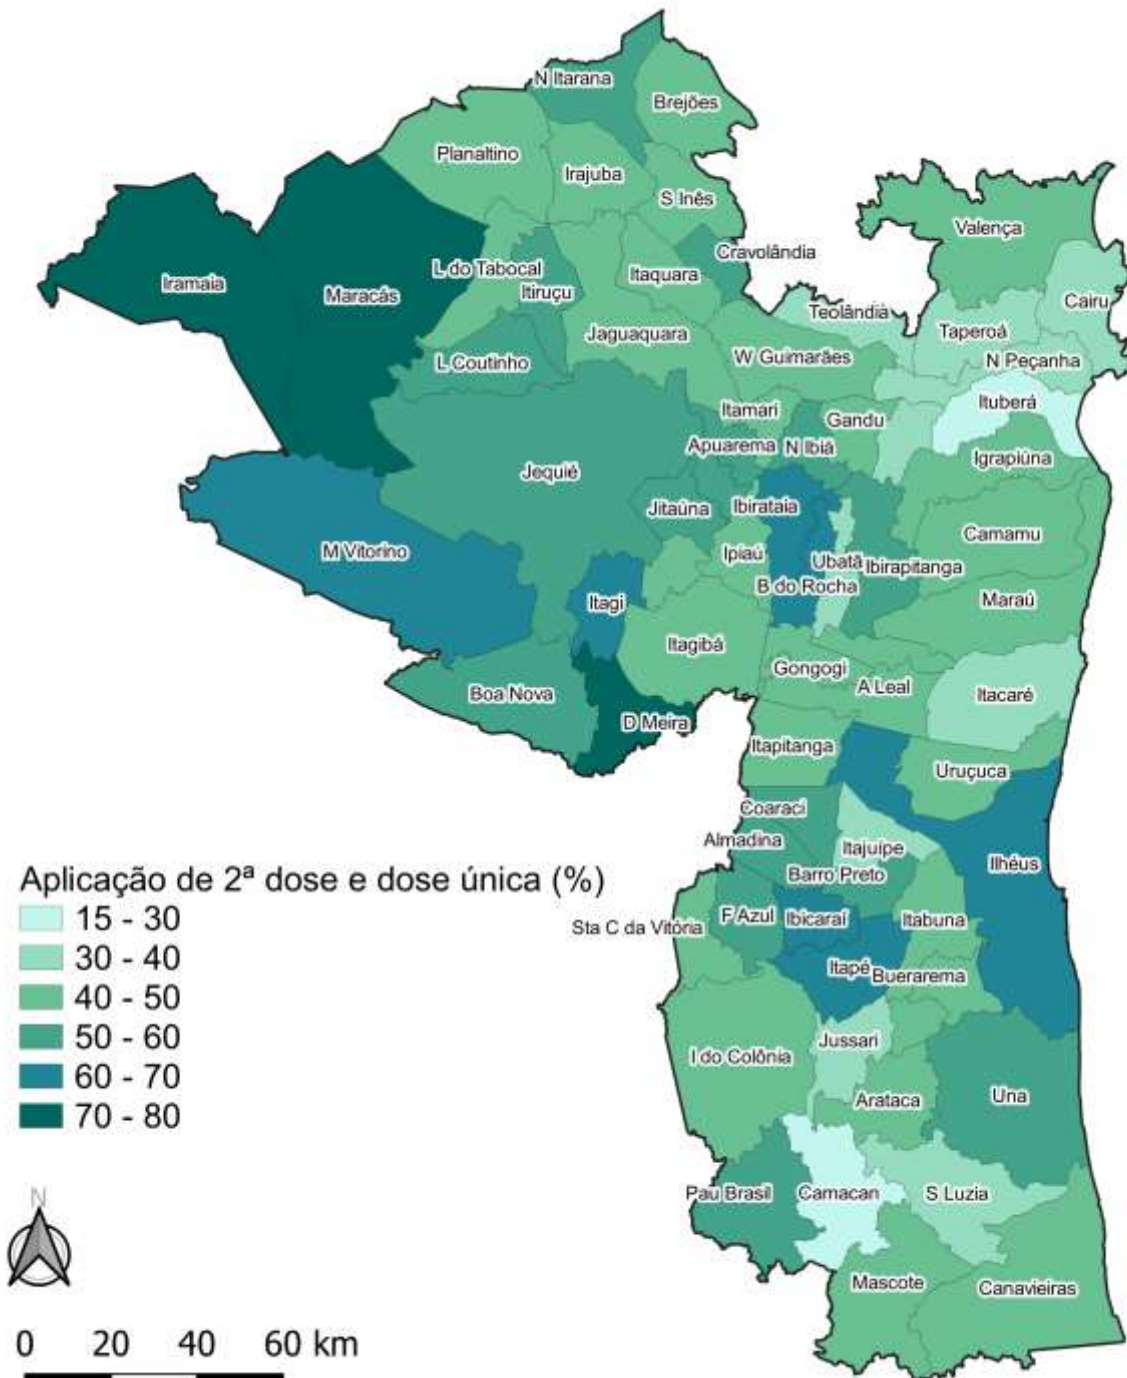 N Itarana
Brejões
Planaltino
Irajuba
S Inês
Valença
Cravolândia
L do Tabocal
Itaquara
Iramaia
Maracás
Itiruçu
Cairu
Teolândia
Taperoá
Jaguaquara
W Guimarães
N Peçanha
L Coutinho
Ituberá
Itamari
Gandu
Apuarema
N Ibiá
Igrapiúna
Jequié
Jitaúna
Ibirataia
Camamu
M Vitorino
Ipiaú
Ubatã
Ibirapitanga
B do Rocha
Maraú
Itagi
Itagibá
Gongogi
A Leal
Boa Nova
Itacaré
D Meira
Itapitanga
Uruçuca
Coaraci
Almadina
Itajuípe
Ilhéus
Barro Preto
F Azul
Ibicaraí
Itabuna
Sta C da Vitória
Itapé
Buerarema
Jussari
I do Colônia
Arataca
Una
Pau Brasil
Camacan
S Luzia
Mascote
Canavieiras
Aplicação de 2ª dose e dose única (%)
15 - 30
30 - 40
40 - 50
50 - 60
60 - 70
70 - 80
N
0 20 40 60 km